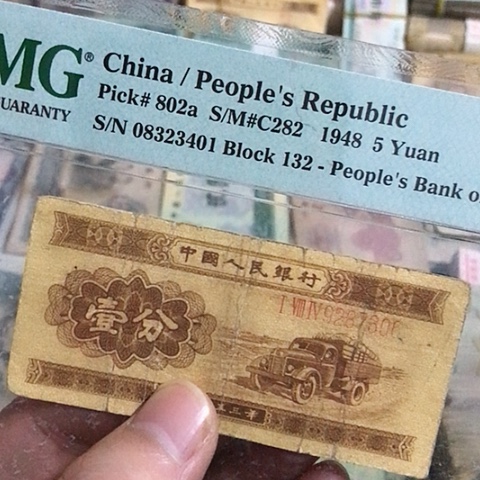 MG®
China / People's Republic
UARANTY
Pick# 802a S/M#C282 1948 5 Yuan
S/N 08323401 Block 132 - People's Bank o
中國人民銀行
壹分